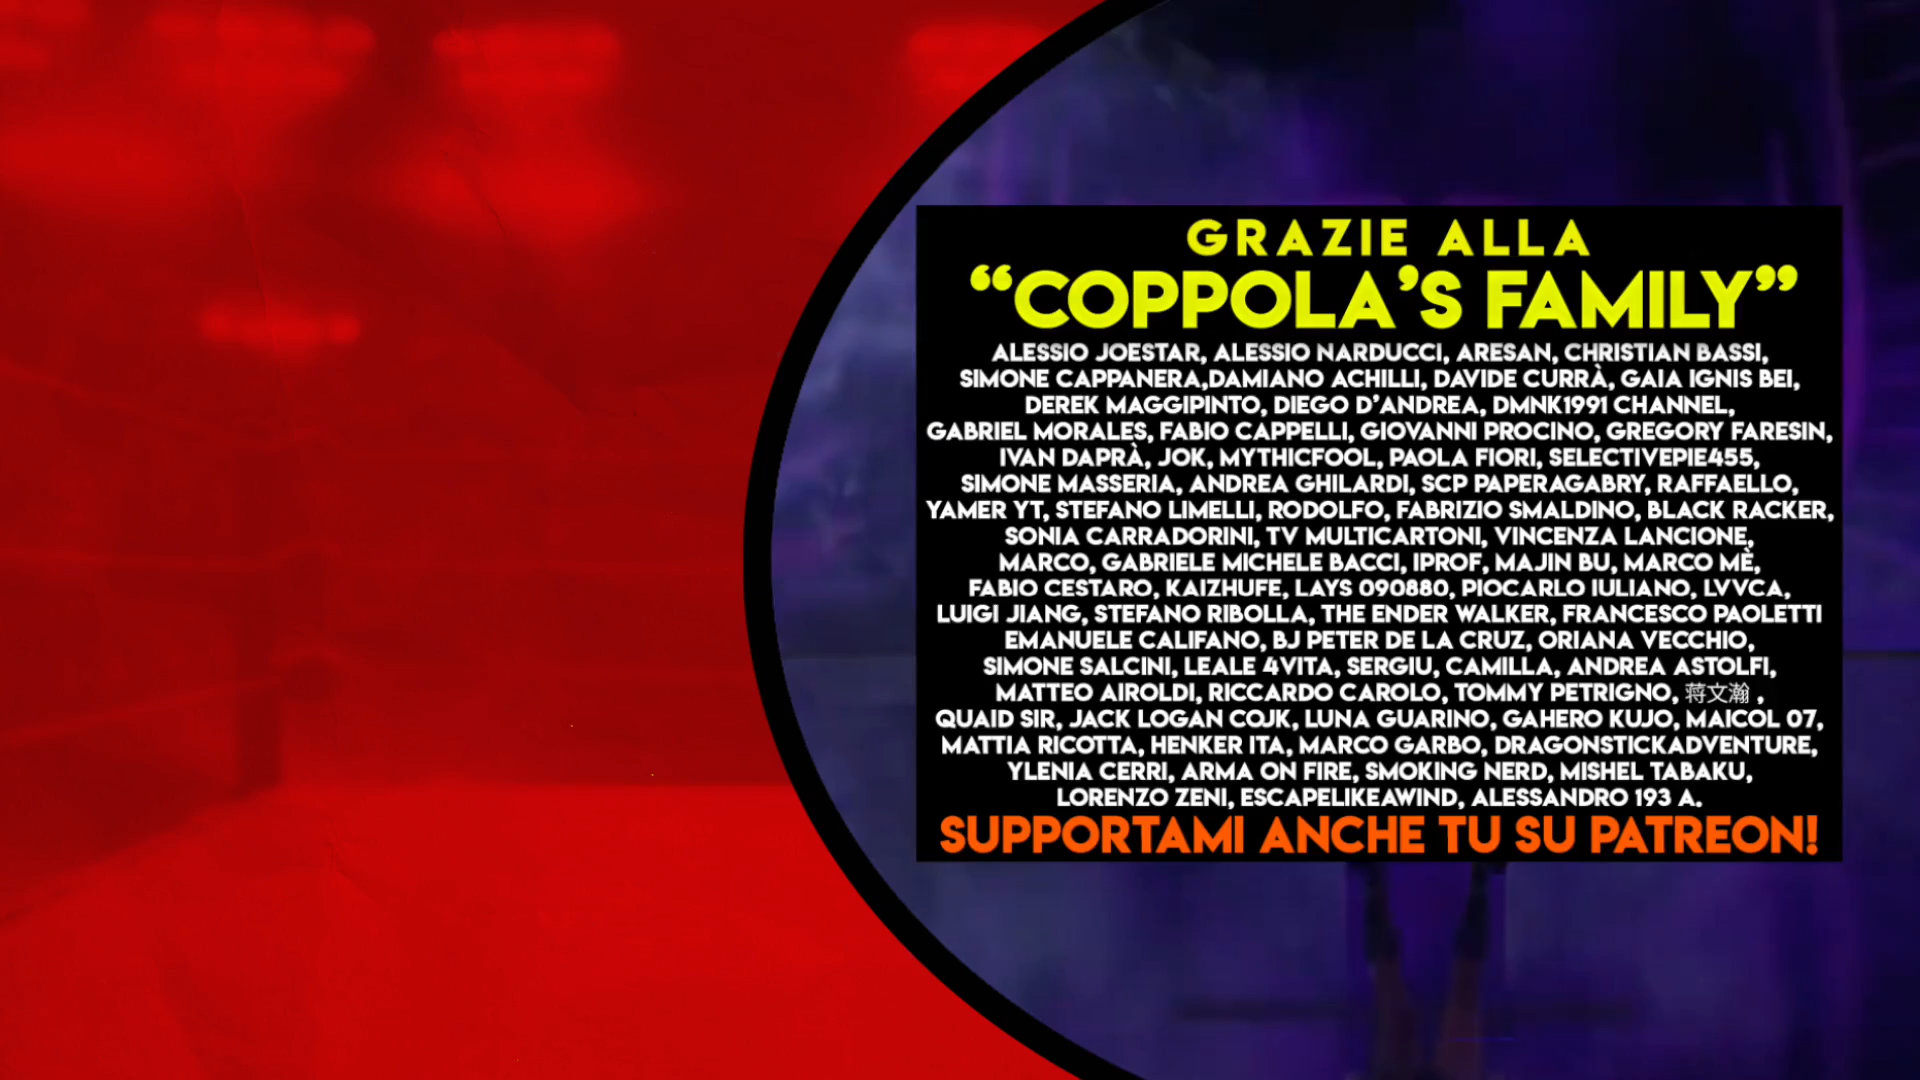 GRAZIE ALLA
“COPPOLA’S FAMILY”
ALESSIO JOESTAR, ALESSIO NARDUCCI, ARESAN, CHRISTIAN BASSI,
SIMONE CAPPANERA,DAMIANO ACHILLI, DAVIDE CURRÀ, GAIA IGNIS BEI,
DEREK MAGGIPINTO, DIEGO D’ANDREA, DMNK1991 CHANNEL,
GABRIEL MORALES, FABIO CAPPELLI, GIOVANNI PROCINO, GREGORY FARESIN,
IVAN DAPRÀ, JOK, MYTHICFOOL, PAOLA FIORI, SELECTIVEPIE455,
SIMONE MASSERIA, ANDREA GHILARDI, SCP PAPERAGABRY, RAFFAELLO,
YAMER YT, STEFANO LIMELLI, RODOLFO, FABRIZIO SMALDINO, BLACK RACKER,
SONIA CARRADORINI, TV MULTICARTONI, VINCENZA LANCIONE,
MARCO, GABRIELE MICHELE BACCI, IPROF, MAJIN BU, MARCO MÈ,
FABIO CESTARO, KAIZHUFE, LAYS 090880, PIOCARLO IULIANO, LVVCA,
LUIGI JIANG, STEFANO RIBOLLA, THE ENDER WALKER, FRANCESCO PAOLETTI
EMANUELE CALIFANO, BJ PETER DE LA CRUZ, ORIANA VECCHIO,
SIMONE SALCINI, LEALE 4VITA, SERGIU, CAMILLA, ANDREA ASTOLFI,
MATTEO AIROLDI, RICCARDO CAROLO, TOMMY PETRIGNO, 蒋文瀚 ,
QUAID SIR, JACK LOGAN COJK, LUNA GUARINO, GAHERO KUJO, MAICOL 07,
MATTIA RICOTTA, HENKER ITA, MARCO GARBO, DRAGONSTICKADVENTURE,
YLENIA CERRI, ARMA ON FIRE, SMOKING NERD, MISHEL TABAKU,
LORENZO ZENI, ESCAPELIKEAWIND, ALESSANDRO 193 A.
SUPPORTAMI ANCHE TU SU PATREON!